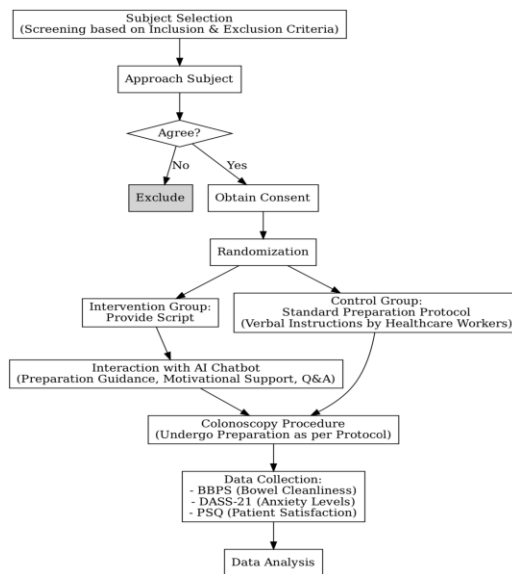 Subject Selection
(Screening based on Inclusion & Exclusion Criteria)
Approach Subject
Agree?
No
Yes
Exclude
Obtain Consent
Randomization
Intervention Group:
Provide Script
Control Group:
Standard Preparation Protocol
(Verbal Instructions by Healthcare Workers)
Interaction with AI Chatbot
(Preparation Guidance, Motivational Support, Q&A)
Colonoscopy Procedure
(Undergo Preparation as per Protocol)
Data Collection:
- BBPS (Bowel Cleanliness)
- DASS-21 (Anxiety Levels)
- PSQ (Patient Satisfaction)
Data Analysis